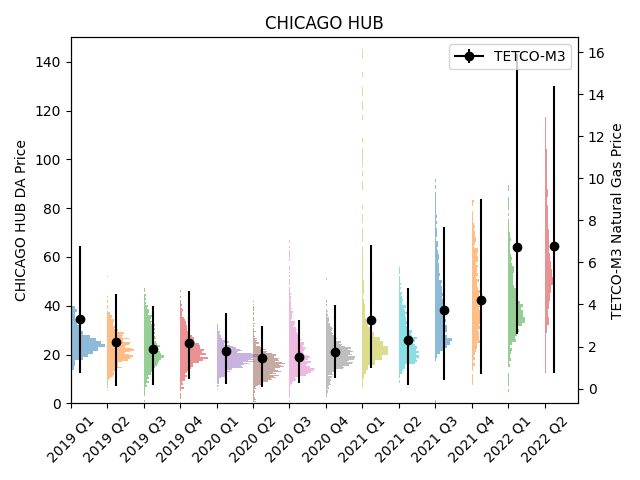 CHICAGO HUB
TETCO-M3
CHICAGO HUB DA Price
140
120
100
80
60
40
20
0
16
14
12
10
8
6
4
2
0
TETCO-M3 Natural Gas Price
2019 Q1
2019 Q2
2019 Q3
2019 Q4
2020 Q1
2020 Q2
2020 Q3
2020 Q4
2021 Q1
2021 Q2
2021 Q3
2021 Q4
2022 Q1
2022 Q2